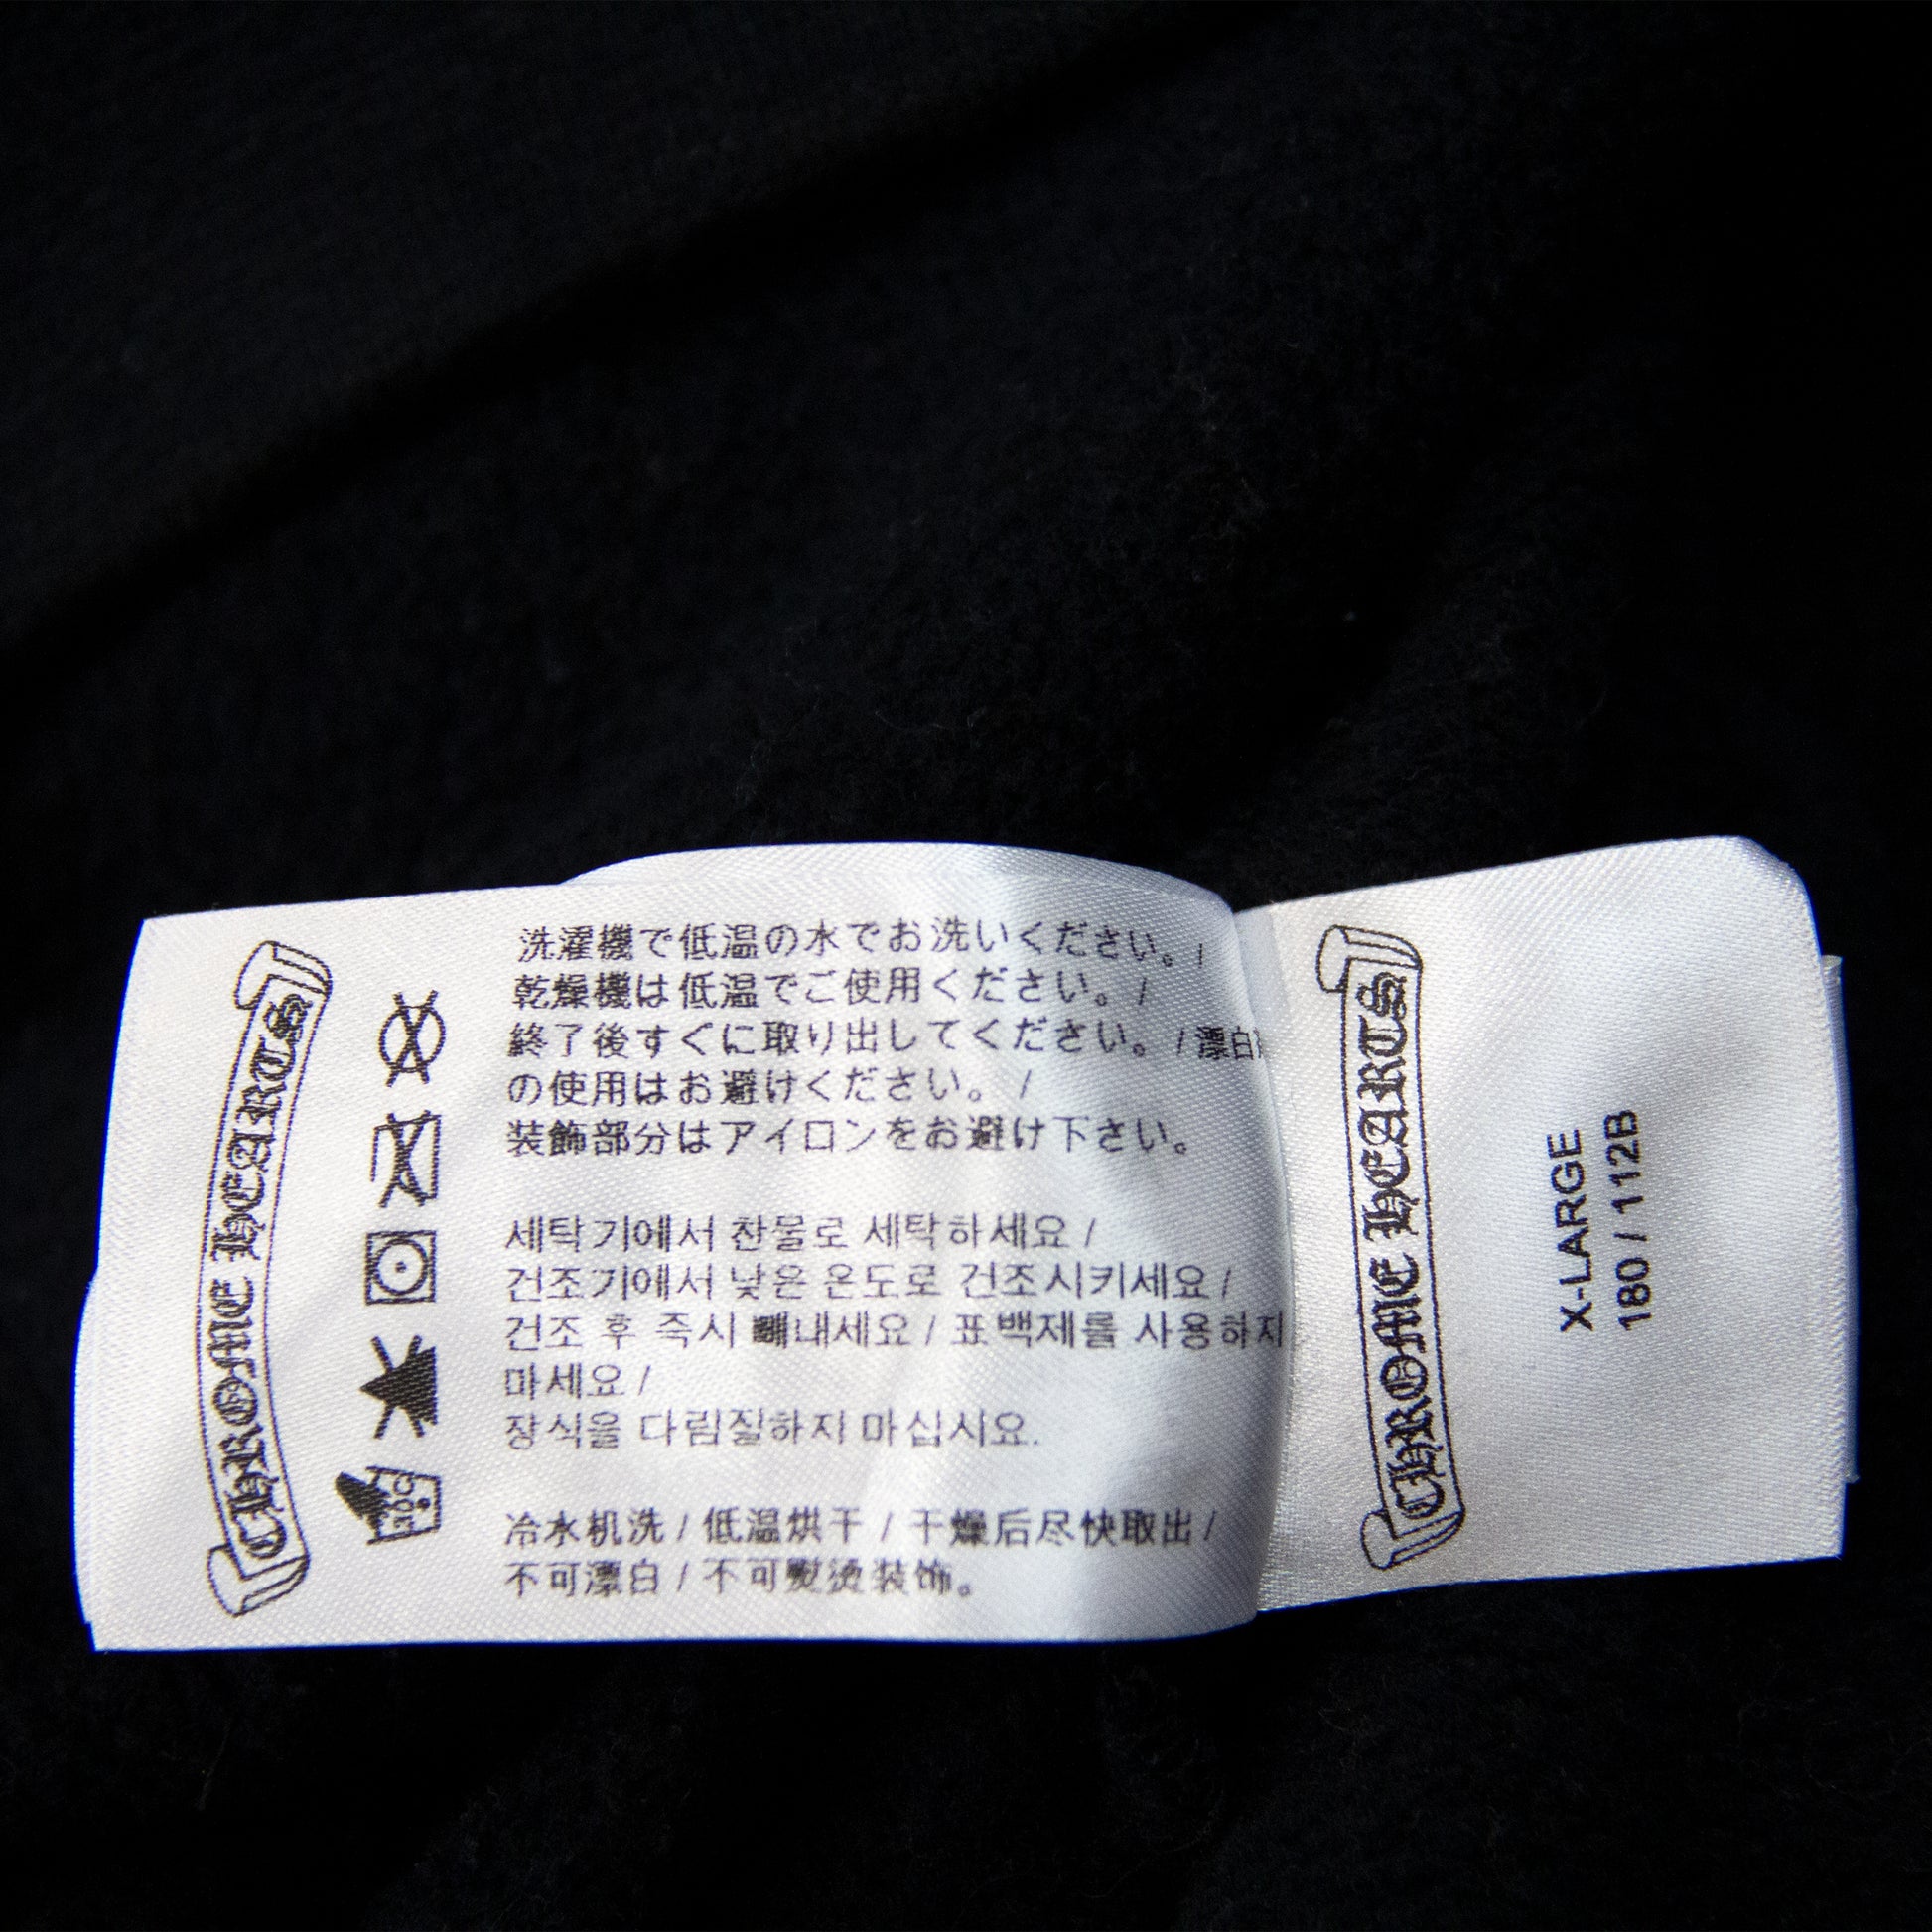 CHROME HEARTS
洗濯機で低温の水でお洗いください。/
乾燥機は低温でご使用ください。/
終了後すぐに取り出してください。/ 漂白
の使用はお避けください。/
装飾部分はアイロンをお避け下さい。
세탁기에서 찬물로 세탁하세요 /
건조기에서 낮은 온도로 건조시키세요 /
건조 후 즉시 빼내세요 / 표백제를 사용하지
마세요 /
장식을 다림질하지 마십시요.
冷水机洗 / 低温烘干 / 干燥后尽快取出 /
不可漂白 / 不可熨烫装饰。
30C
CHROME HEARTS
X-LARGE
180 / 112B